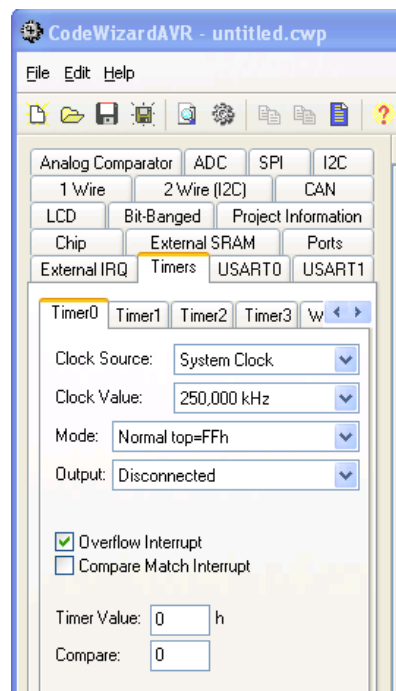 CodeWizardAVR - untitled.cwp
File Edit Help
?
Analog Comparator ADC SPI I2C
1 Wire 2 Wire (I2C) CAN
LCD Bit-Banged Project Information
Chip External SRAM Ports
External IRQ Timers USART0 USART1
Timer0 Timer1 Timer2 Timer3 W
Clock Source: System Clock
Clock Value: 250,000 kHz
Mode: Normal top=FFh
Output: Disconnected
Overflow Interrupt
Compare Match Interrupt
Timer Value: 0 h
Compare: 0